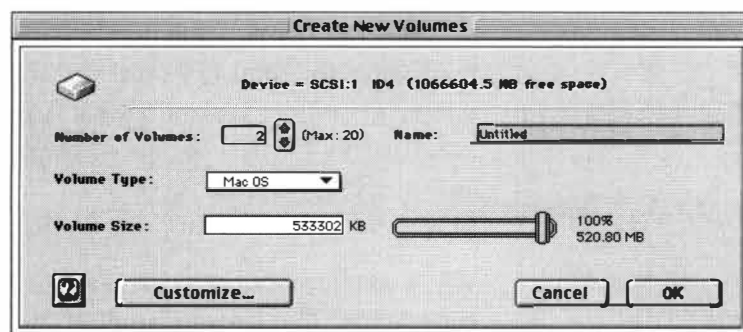 Create New Volumes
Device = SCSI:1 ID4 (1066604.5 MB free space)
Number of Volumes: 2 (Max: 20) Name: Untitled
Volume Type: Mac OS
Volume Size: 533302 KB 100%
520.80 MB
? Customize... Cancel OK